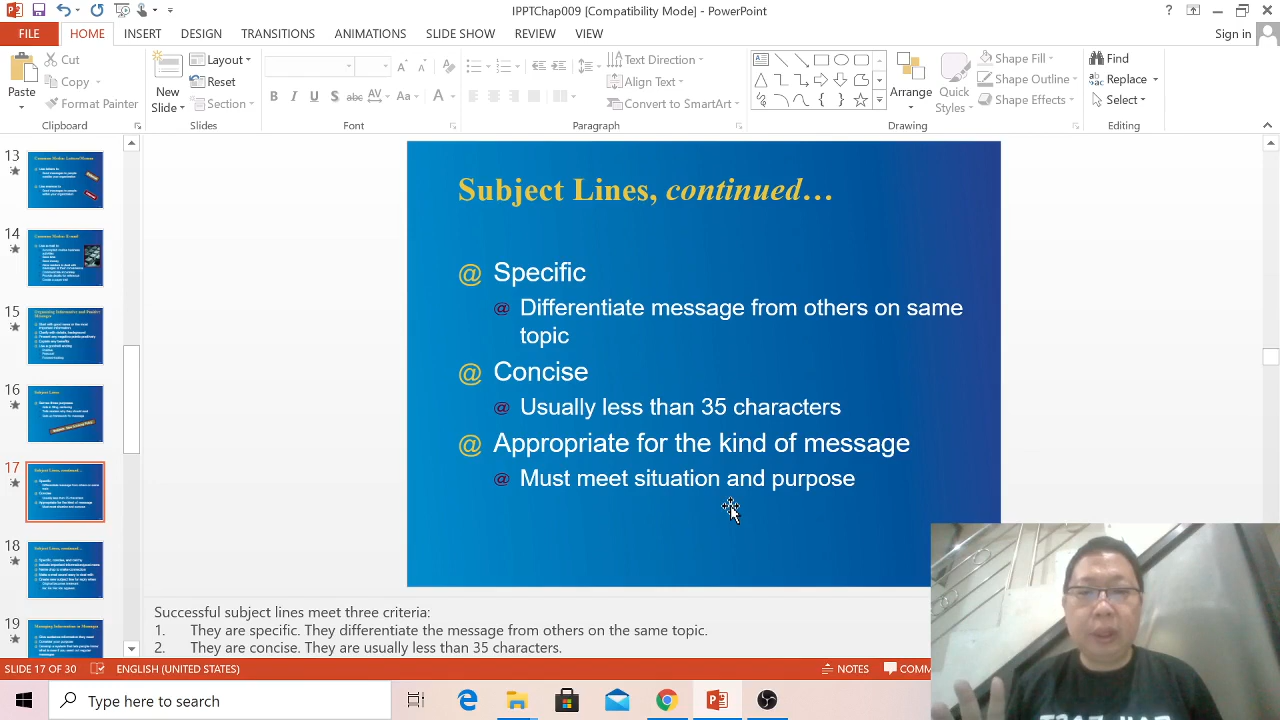 IPPTChap009 [Compatibility Mode] - PowerPoint
FILE HOME INSERT DESIGN TRANSITIONS ANIMATIONS SLIDE SHOW REVIEW VIEW Sign in
Paste
Cut
Copy
Format Painter
Clipboard
New Slide
Layout
Reset
Section
Slides
Font
Text Direction
Align Text
Convert to SmartArt
Paragraph
Arrange
Quick Styles
Shape Fill
Shape Outline
Shape Effects
Drawing
Find
Replace
Select
Editing
13
14
15
16
17
18
19
Subject Lines, continued…
@ Specific
@ Differentiate message from others on same
topic
@ Concise
@ Usually less than 35 characters
@ Appropriate for the kind of message
@ Must meet situation and purpose
Successful subject lines meet three criteria:
1. They are specific. They differentiate the message from others on the same topic.
2. They are concise. They are usually less than 35 characters.
SLIDE 17 OF 30 ENGLISH (UNITED STATES) NOTES COMM
Type here to search